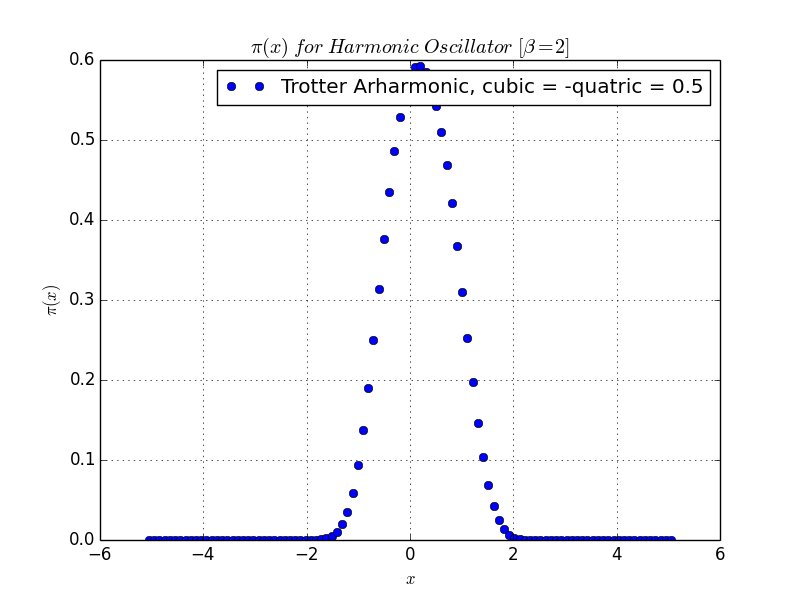 π(x) for Harmonic Oscillator [β=2]
Trotter Arharmonic, cubic = -quatric = 0.5
0.6
0.5
0.4
0.3
0.2
0.1
0.0
π(x)
−6 −4 −2 0 2 4 6
x